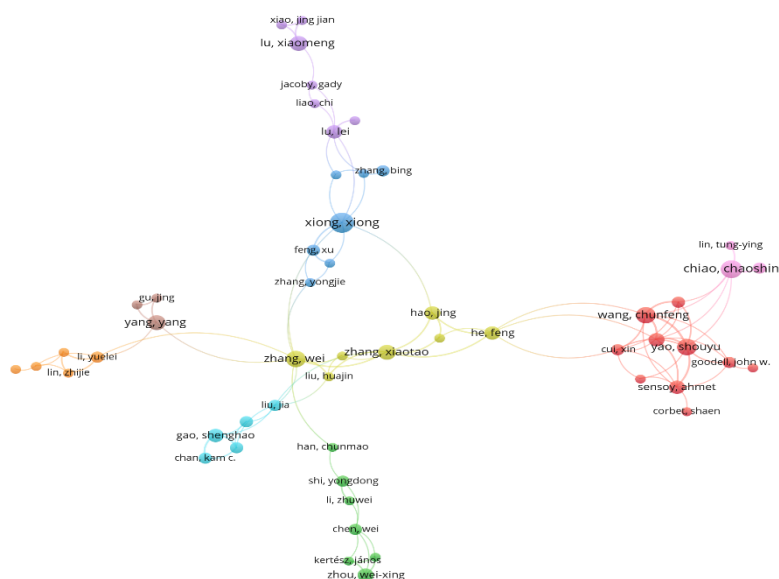 xiao, jing jian
lu, xiaomeng
jacoby, gady
liao, chi
lu, lei
zhang, bing
xiong, xiong
feng, xu
zhang, yongjie
lin, tung-ying
chiao, chaoshin
gu, jing
yang, yang
hao, jing
wang, chunfeng
he, feng
li, yuelei
lin, zhijie
zhang, wei
zhang, xiaotao
cui, xin
yao, shouyu
goodell, john w.
liu, huajin
sensoy, ahmet
corbet, shaen
liu, jia
gao, shenghao
chan, kam c.
han, chunmao
shi, yongdong
li, zhuwei
chen, wei
kertész, jános
zhou, wei-xing